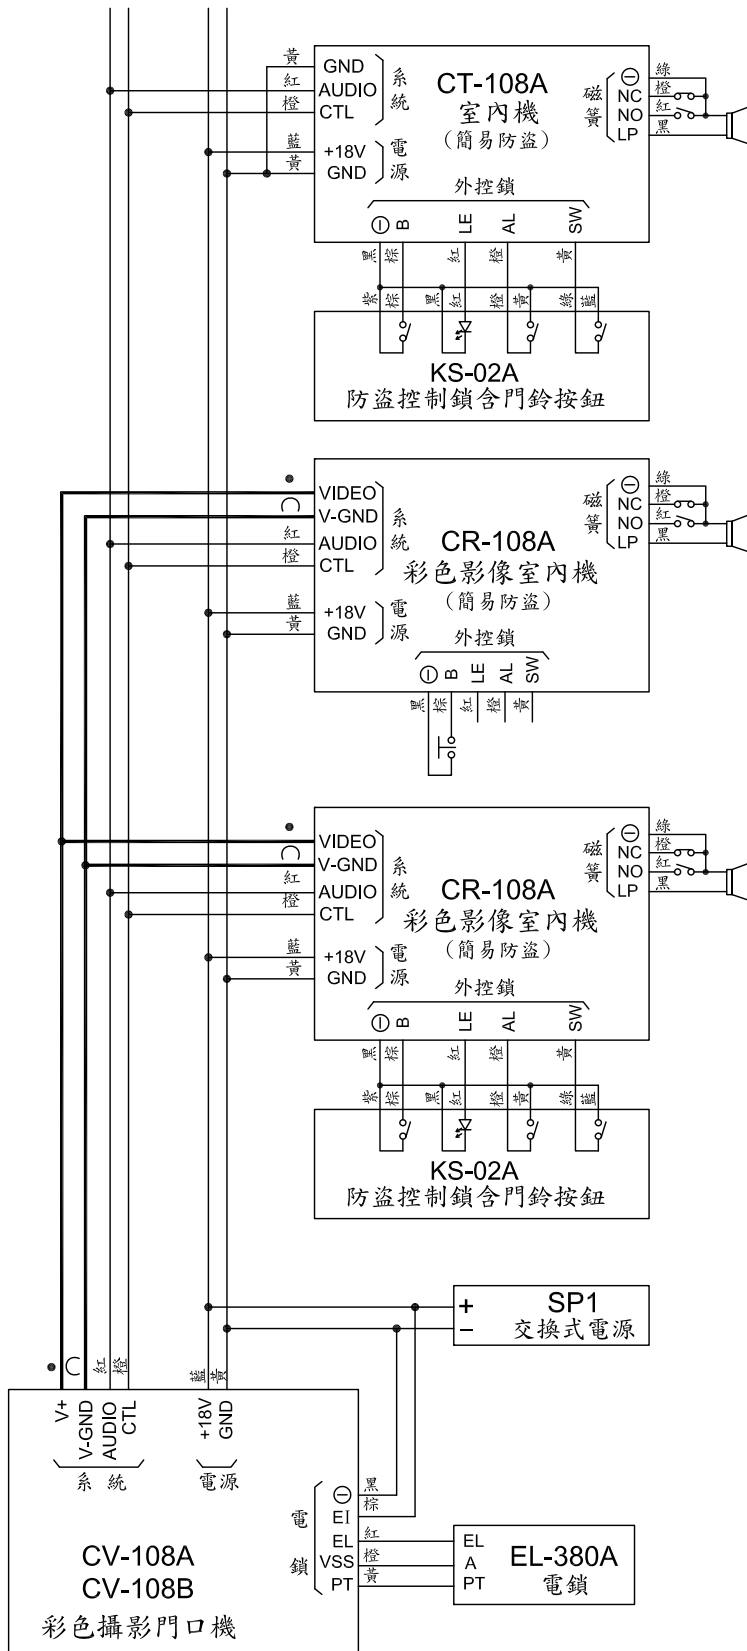 黃 GND
紅 AUDIO
橙 CTL
系統
藍 +18V
黃 GND
電源
CT-108A
室內機
(簡易防盜)
磁簧
⊖ 綠
NC 橙
NO 紅
LP 黑
外控鎖
⊖ B LE AL SW
黑 棕 紅 橙 黃
紫 棕 黑 紅 橙 黃 綠 藍
KS-02A
防盜控制鎖含門鈴按鈕
VIDEO
V-GND
紅 AUDIO
橙 CTL
系統
藍 +18V
黃 GND
電源
CR-108A
彩色影像室內機
(簡易防盜)
磁簧
⊖ 綠
NC 橙
NO 紅
LP 黑
外控鎖
⊖ B LE AL SW
黑 棕 紅 橙 黃
VIDEO
V-GND
紅 AUDIO
橙 CTL
系統
藍 +18V
黃 GND
電源
CR-108A
彩色影像室內機
(簡易防盜)
磁簧
⊖ 綠
NC 橙
NO 紅
LP 黑
外控鎖
⊖ B LE AL SW
黑 棕 紅 橙 黃
紫 棕 黑 紅 橙 黃 綠 藍
KS-02A
防盜控制鎖含門鈴按鈕
+ SP1
− 交換式電源
紅 橙 藍 黃
V+ V-GND AUDIO CTL +18V GND
系統 電源
電鎖
⊖ 黑
EI 棕
EL 紅
VSS 橙
PT 黃
EL
A
PT
EL-380A
電鎖
CV-108A
CV-108B
彩色攝影門口機